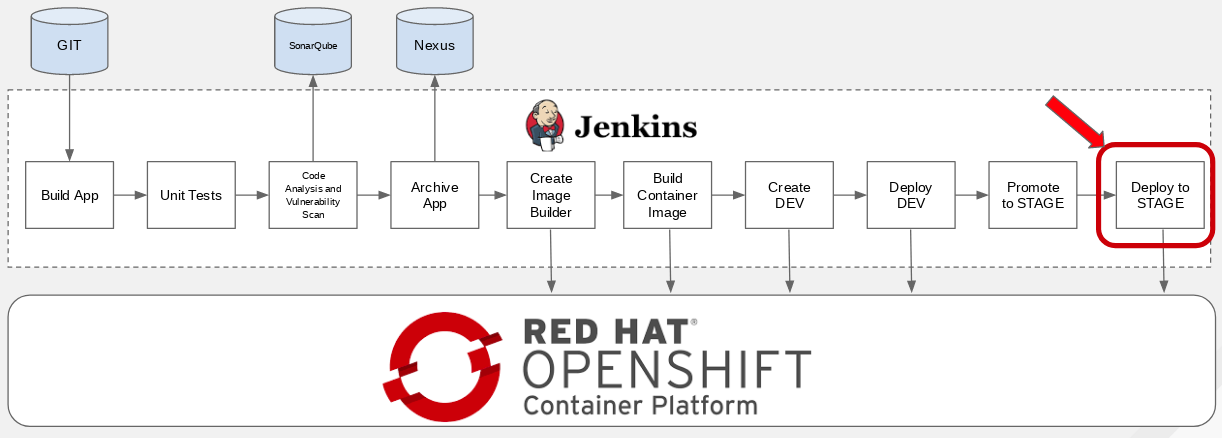 GIT
SonarQube
Nexus
Jenkins
Build App
Unit Tests
Code
Analysis and
Vulnerability
Scan
Archive
App
Create
Image
Builder
Build
Container
Image
Create
DEV
Deploy
DEV
Promote
to STAGE
Deploy to
STAGE
RED HAT®
OPENSHIFT
Container Platform